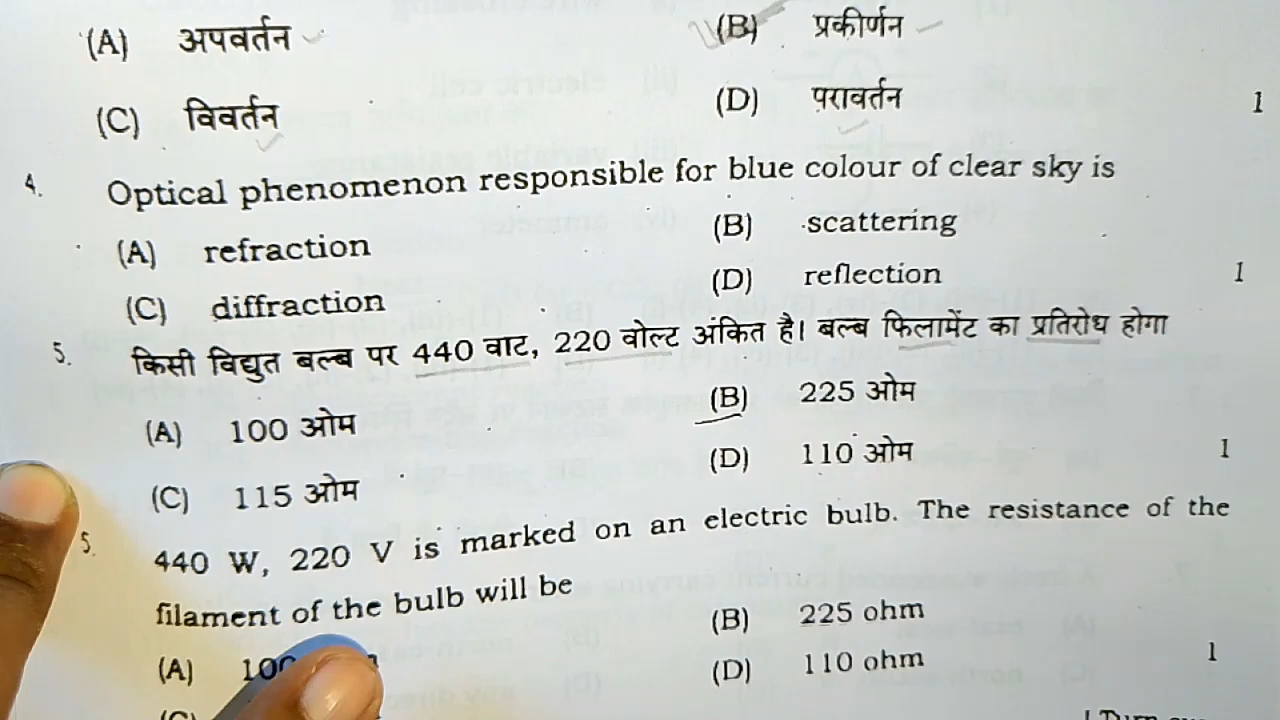 (A) अपवर्तन (B) प्रकीर्णन
(C) विवर्तन (D) परावर्तन 1
4. Optical phenomenon responsible for blue colour of clear sky is
(A) refraction (B) scattering
(C) diffraction (D) reflection 1
5. किसी विद्युत बल्ब पर 440 वाट, 220 वोल्ट अंकित है। बल्ब फिलामेंट का प्रतिरोध होगा
(A) 100 ओम (B) 225 ओम
(C) 115 ओम (D) 110 ओम 1
5. 440 W, 220 V is marked on an electric bulb. The resistance of the
filament of the bulb will be
(A) 100 (B) 225 ohm
(D) 110 ohm 1